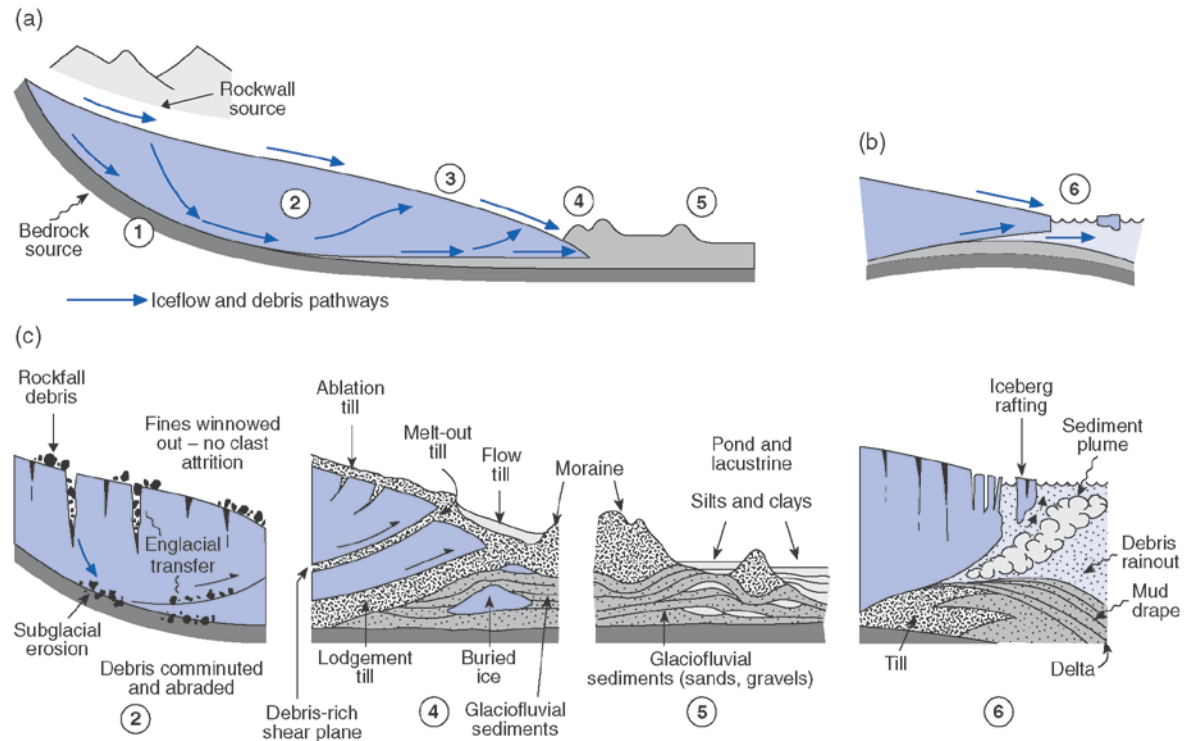 (a)
Rockwall
source
Bedrock
source
1
2
3
4
5
Iceflow and debris pathways
(b)
6
(c)
Rockfall
debris
Fines winnowed
out – no clast
attrition
Englacial
transfer
Subglacial
erosion
Debris comminuted
and abraded
2
Ablation
till
Melt-out
till
Flow
till
Moraine
Lodgement
till
Buried
ice
Debris-rich
shear plane
Glaciofluvial
sediments
4
Pond and
lacustrine
Silts and clays
Glaciofluvial
sediments (sands, gravels)
5
Iceberg
rafting
Sediment
plume
Debris
rainout
Mud
drape
Till
Delta
6